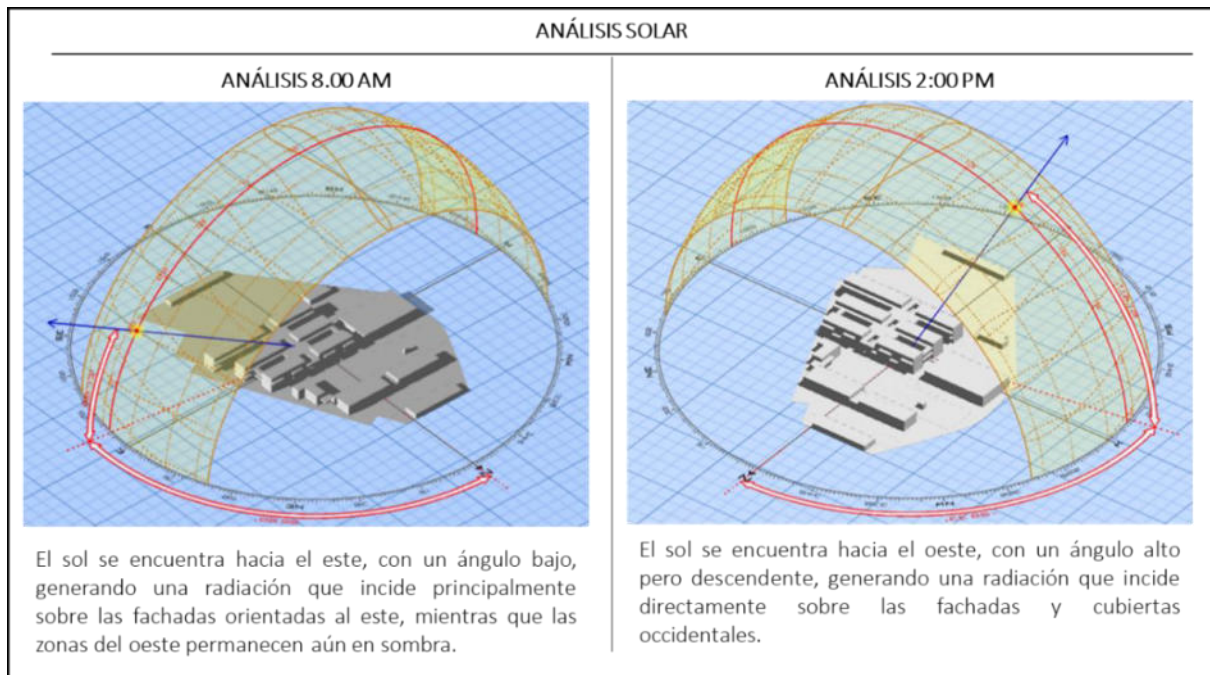 ANÁLISIS SOLAR
ANÁLISIS 8.00 AM
El sol se encuentra hacia el este, con un ángulo bajo,
generando una radiación que incide principalmente
sobre las fachadas orientadas al este, mientras que las
zonas del oeste permanecen aún en sombra.
ANÁLISIS 2:00 PM
El sol se encuentra hacia el oeste, con un ángulo alto
pero descendente, generando una radiación que incide
directamente sobre las fachadas y cubiertas
occidentales.